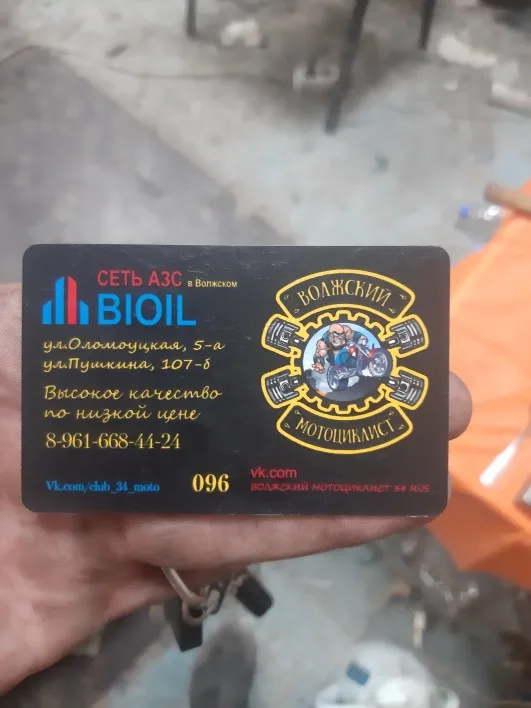 СЕТЬ АЗС в Волжском
BIOIL
ул.Оломоуцкая, 5-а
ул.Пушкина, 107-б
Высокое качество
по низкой цене
8-961-668-44-24
Vk.com/club_34_moto
096
ВОЛЖСКИЙ
МОТОЦИКЛИСТ
vk.com
ВОЛЖСКИЙ МОТОЦИКЛИСТ 34 RUS